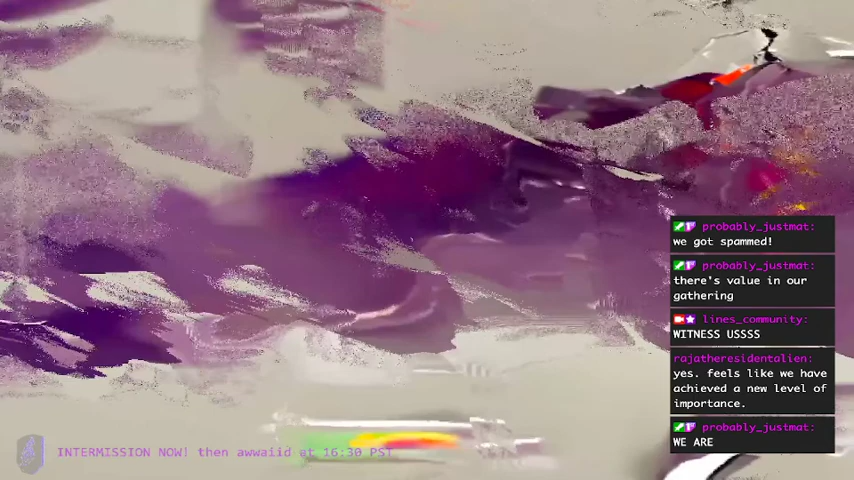 probably_justmat:
we got spammed!
probably_justmat:
there's value in our
gathering
lines_community:
WITNESS USSSS
rajatheresidentalien:
yes. feels like we have
achieved a new level of
importance.
probably_justmat:
WE ARE
INTERMISSION NOW! then awwaiid at 16:30 PST